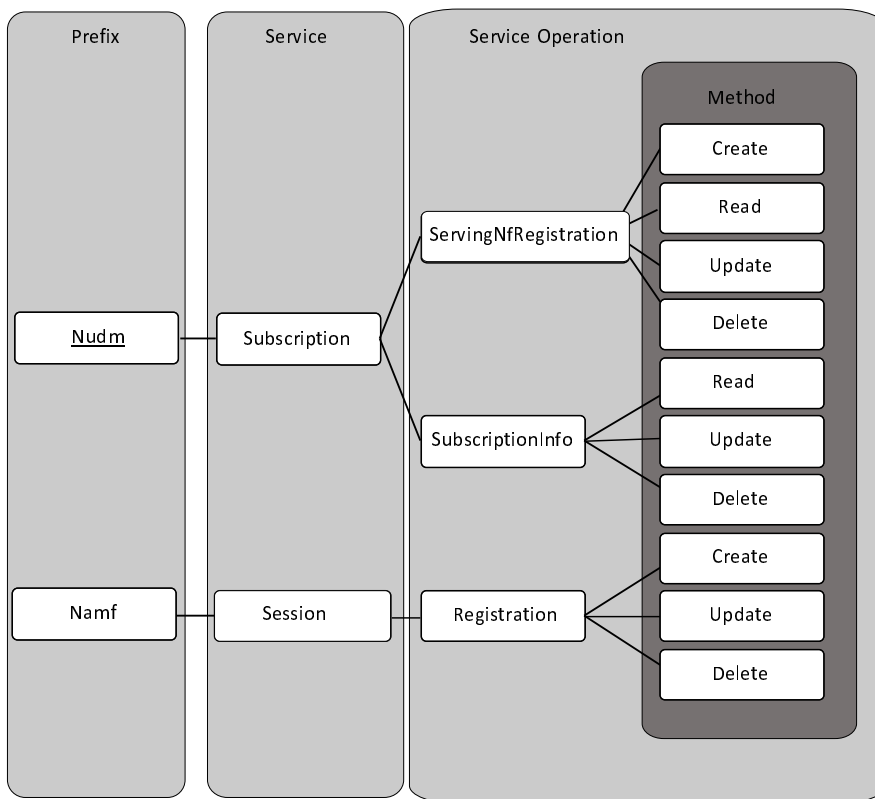 Prefix
Service
Service Operation
Method
Create
Read
ServingNfRegistration
Update
Delete
Nudm
Subscription
Read
SubscriptionInfo
Update
Delete
Create
Namf
Session
Registration
Update
Delete